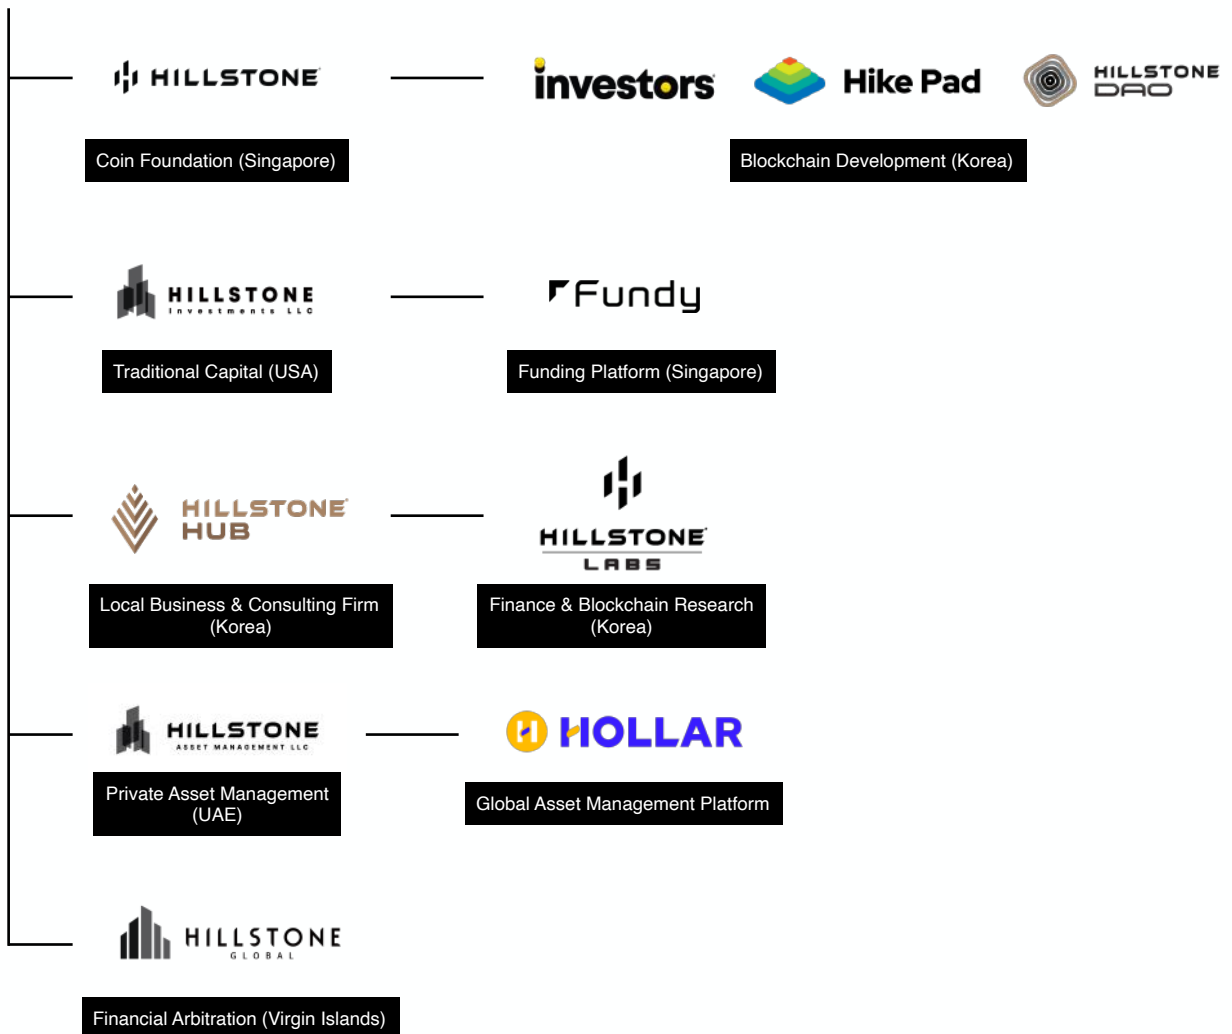 HILLSTONE
investors
Hike Pad
HILLSTONE
DAO
Coin Foundation (Singapore)
Blockchain Development (Korea)
HILLSTONE
Investments LLC
Fundy
Traditional Capital (USA)
Funding Platform (Singapore)
HILLSTONE
HUB
HILLSTONE
LABS
Local Business & Consulting Firm
(Korea)
Finance & Blockchain Research
(Korea)
HILLSTONE
ASSET MANAGEMENT LLC
HOLLAR
Private Asset Management
(UAE)
Global Asset Management Platform
HILLSTONE
GLOBAL
Financial Arbitration (Virgin Islands)